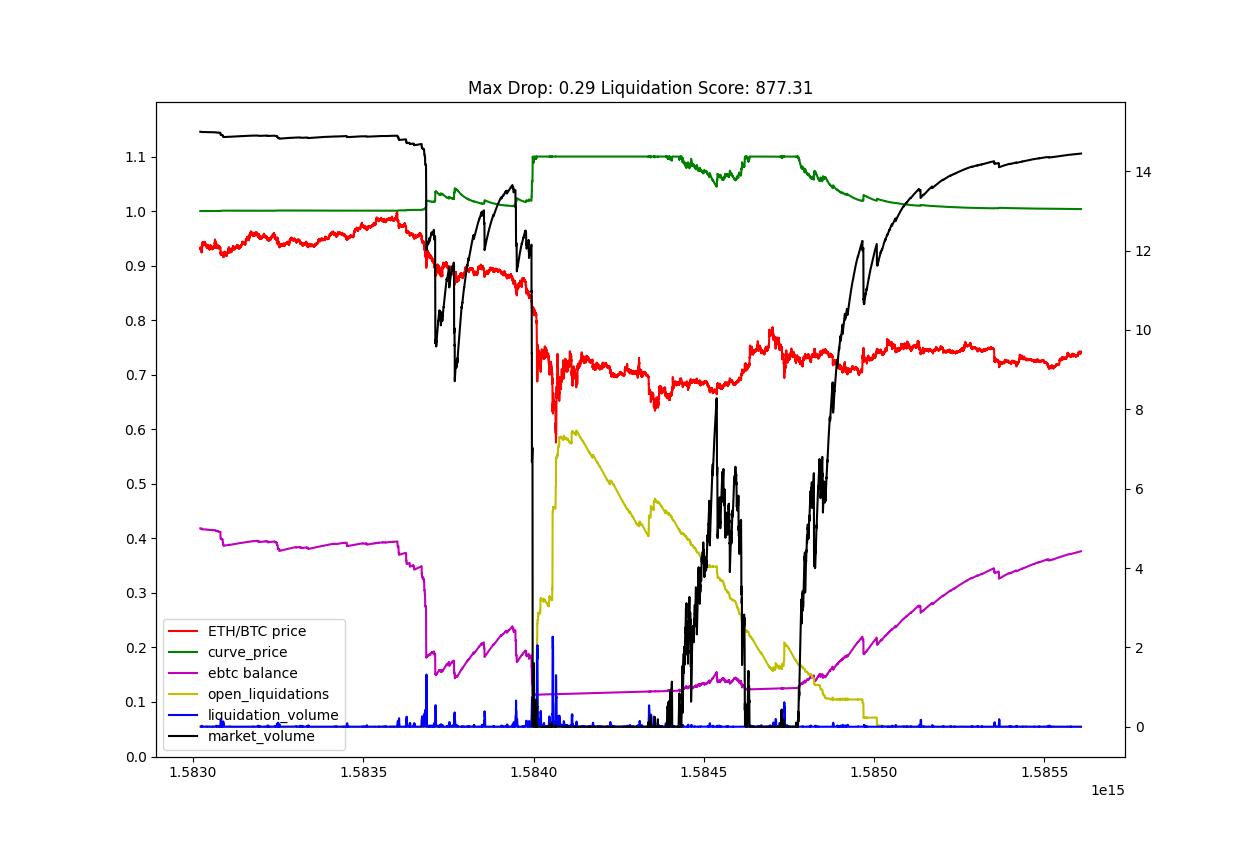 Max Drop: 0.29 Liquidation Score: 877.31
1.1
1.0
0.9
0.8
0.7
0.6
0.5
0.4
0.3
0.2
0.1
0.0
14
12
10
8
6
4
2
0
ETH/BTC price
curve_price
ebtc balance
open_liquidations
liquidation_volume
market_volume
1.5830 1.5835 1.5840 1.5845 1.5850 1.5855
1e15